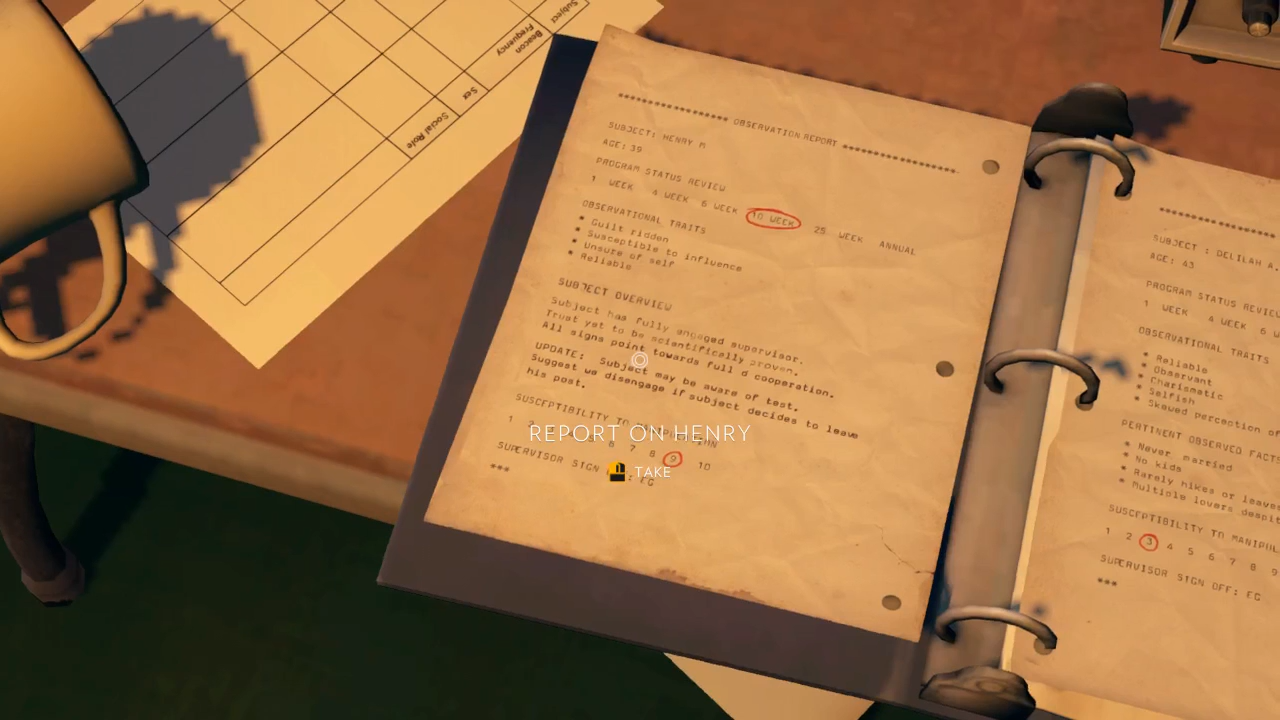 Subject
Beacon Frequency
Sex
Social Role
******************** OBSERVATION REPORT ********************
SUBJECT: HENRY M
AGE: 39
PROGRAM STATUS REVIEW
1 WEEK 4 WEEK 6 WEEK 10 WEEK 25 WEEK ANNUAL
OBSERVATIONAL TRAITS
* Guilt ridden
* Susceptible to influence
* Unsure of self
* Reliable
SUBJECT OVERVIEW
Subject has fully engaged supervisor.
Trust yet to be scientifically proven.
All signs point towards full d cooperation.
UPDATE: Subject may be aware of test.
Suggest we disengage if subject decides to leave
his post.
SUSCEPTIBILITY TO
1 2 6 7 8 9 10
SUPERVISOR SIGN : FG
***
REPORT ON HENRY
TAKE
********************
SUBJECT : DELILAH A.
AGE: 43
PROGRAM STATUS REVIEW
1 WEEK 4 WEEK 6
OBSERVATIONAL TRAITS
* Reliable
* Observant
* Charismatic
* Selfish
* Skewed perception of
PERTINENT OBSERVED FACTS
* Never married
* No kids
* Rarely hikes or leaves
* Multiple lovers
SUSCEPTIBILITY TO MANIPUL
1 2 3 4 5 6 7 8 9
SUPERVISOR SIGN OFF: FG
***